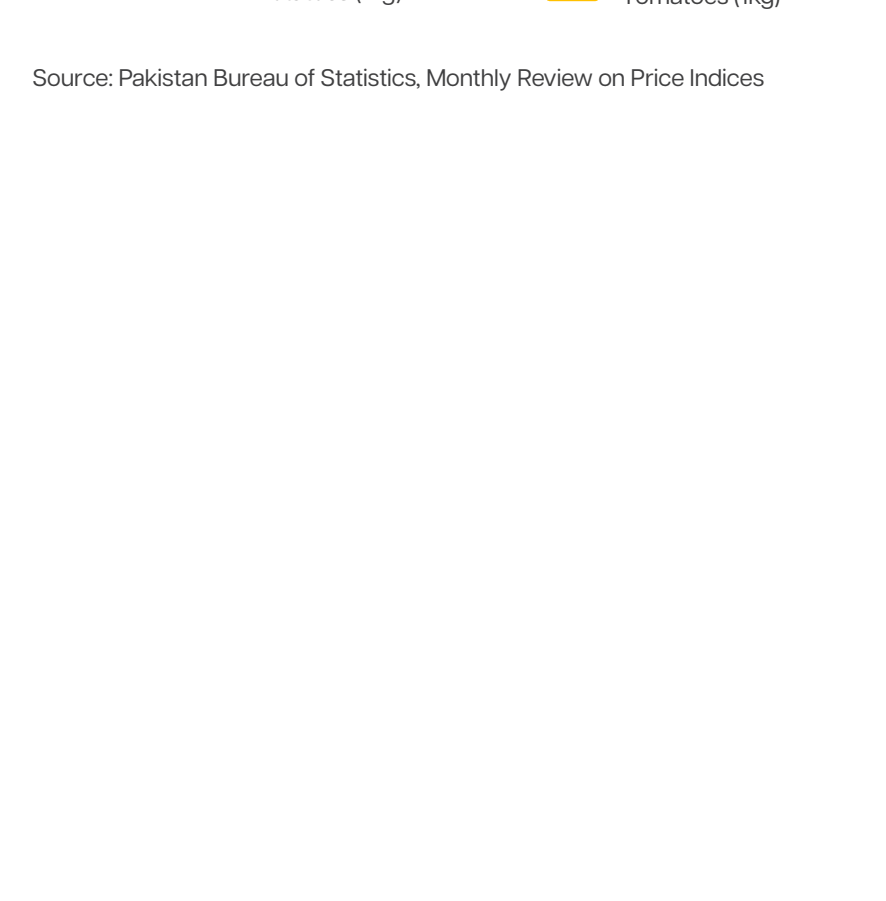 Tomatoes (1kg)
Source: Pakistan Bureau of Statistics, Monthly Review on Price Indices